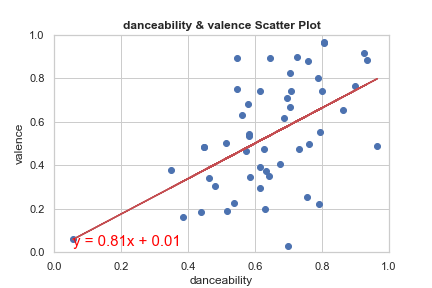 danceability & valence Scatter Plot
1.0
0.8
0.6
0.4
0.2
0.0
valence
y = 0.81x + 0.01
0.0 0.2 0.4 0.6 0.8 1.0
danceability